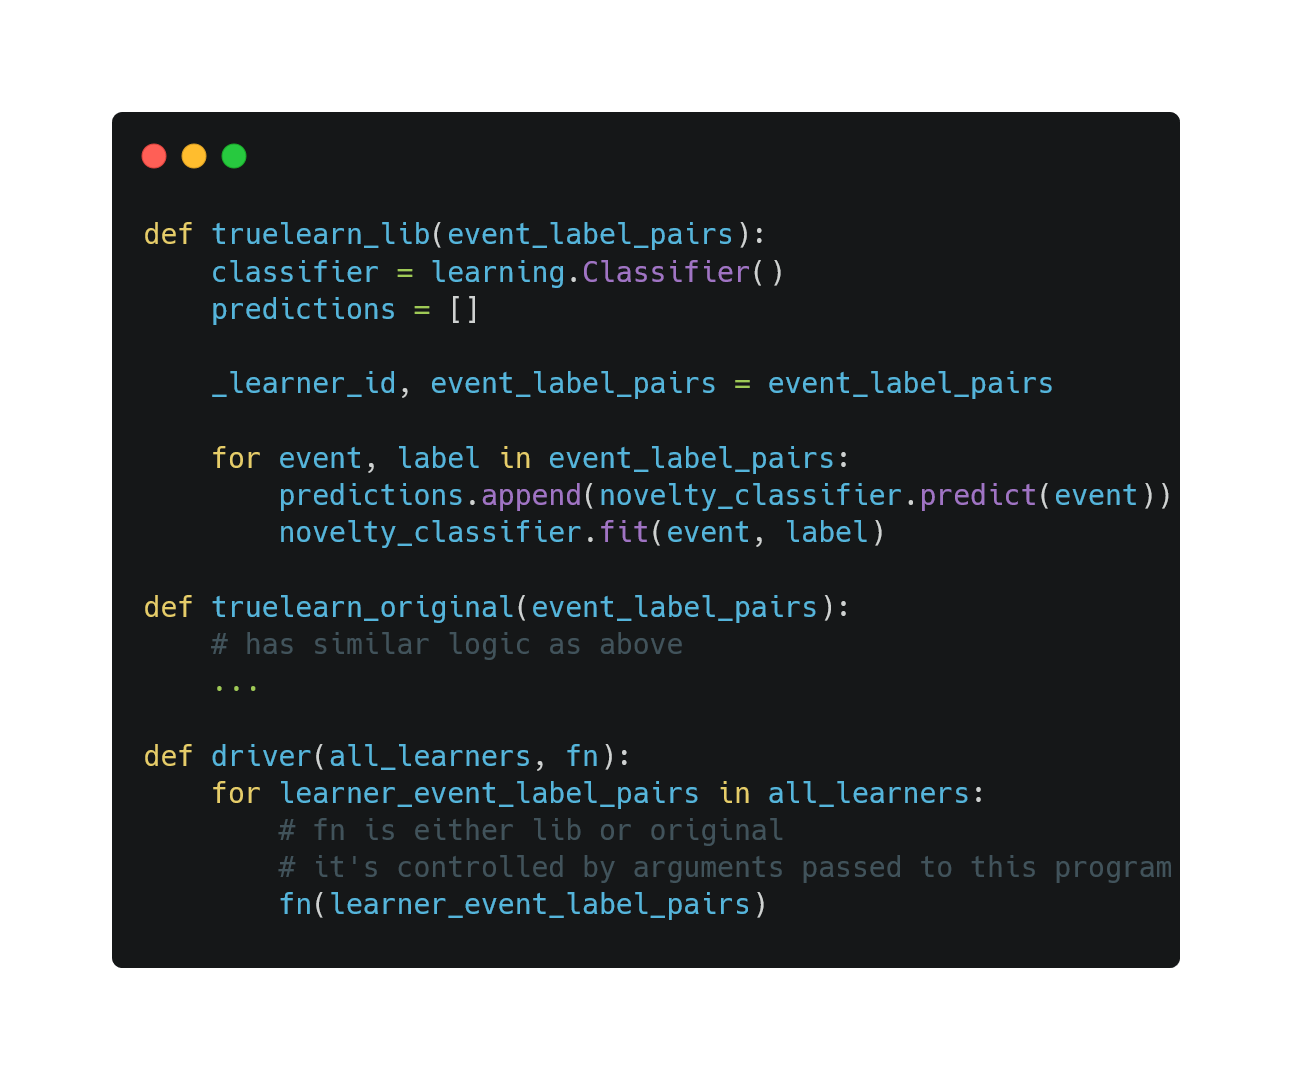 def truelearn_lib(event_label_pairs):
    classifier = learning.Classifier()
    predictions = []

    _learner_id, event_label_pairs = event_label_pairs

    for event, label in event_label_pairs:
        predictions.append(novelty_classifier.predict(event))
        novelty_classifier.fit(event, label)

def truelearn_original(event_label_pairs):
    # has similar logic as above
    ...

def driver(all_learners, fn):
    for learner_event_label_pairs in all_learners:
        # fn is either lib or original
        # it's controlled by arguments passed to this program
        fn(learner_event_label_pairs)